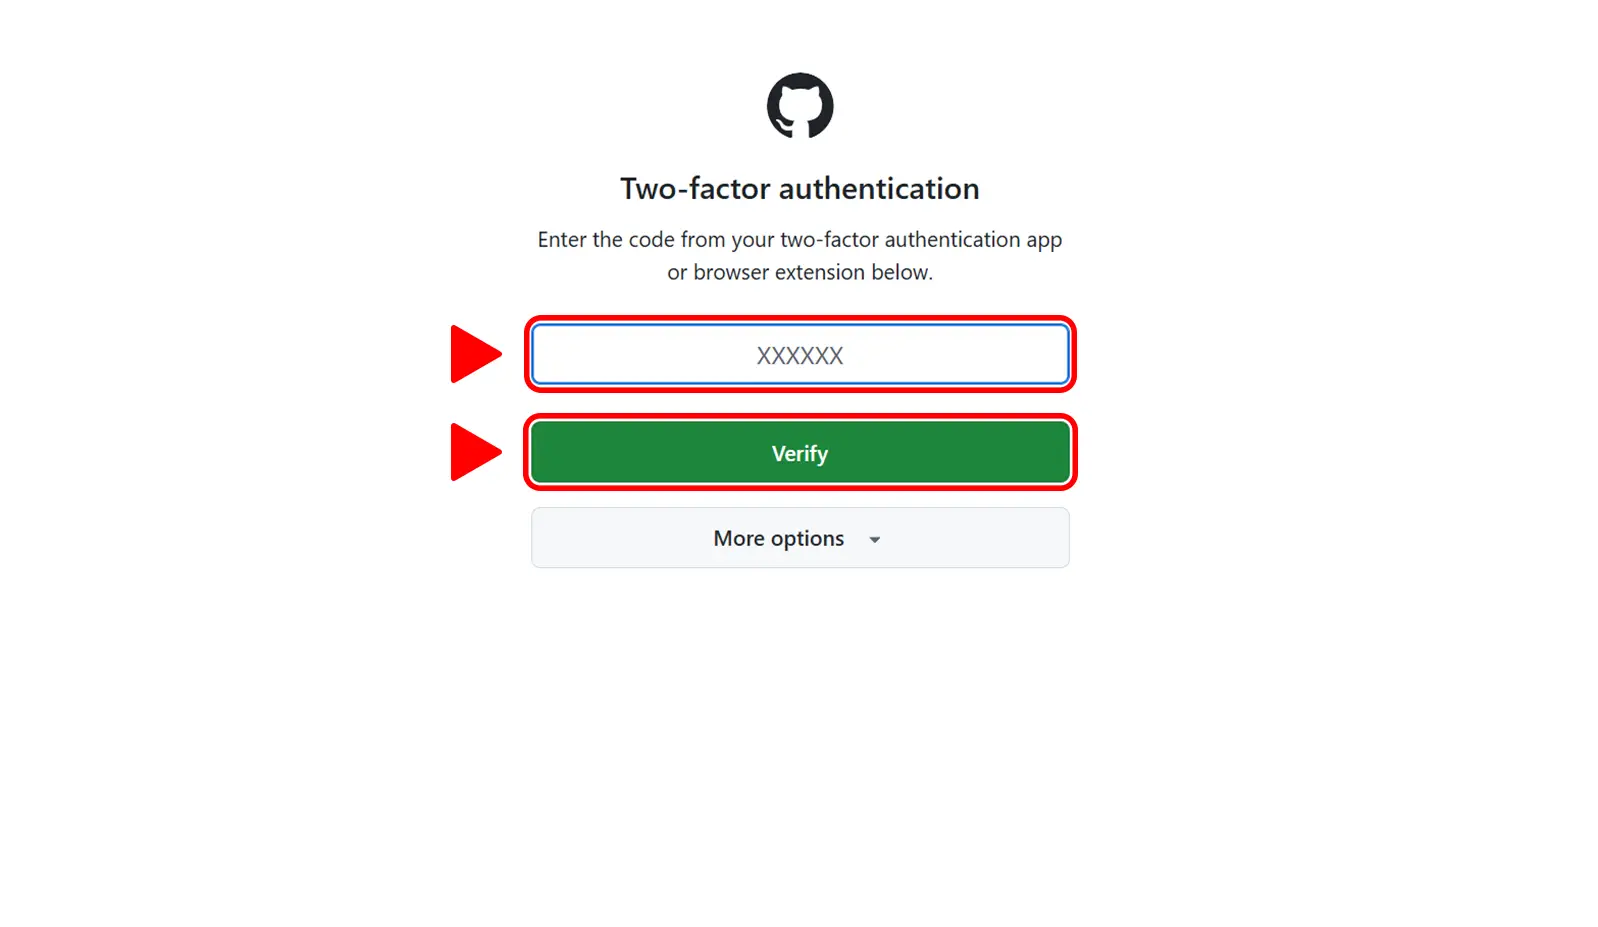 Two-factor authentication
Enter the code from your two-factor authentication app
or browser extension below.
XXXXXX
Verify
More options